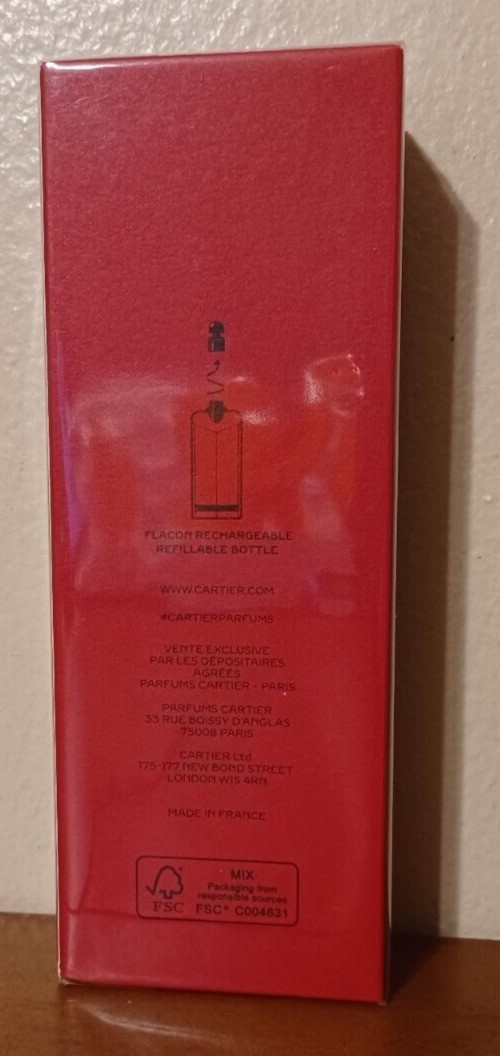 FLACON RECHARGEABLE
REFILLABLE BOTTLE
WWW.CARTIER.COM
#CARTIERPARFUMS
VENTE EXCLUSIVE
PAR LES DÉPOSITAIRES
AGRÉÉS
PARFUMS CARTIER - PARIS
PARFUMS CARTIER
33 RUE BOISSY D'ANGLAS
75008 PARIS
CARTIER Ltd
175-177 NEW BOND STREET
LONDON W1S 4RN
MADE IN FRANCE
MIX
Packaging from
responsible sources
FSC
FSC® C004631